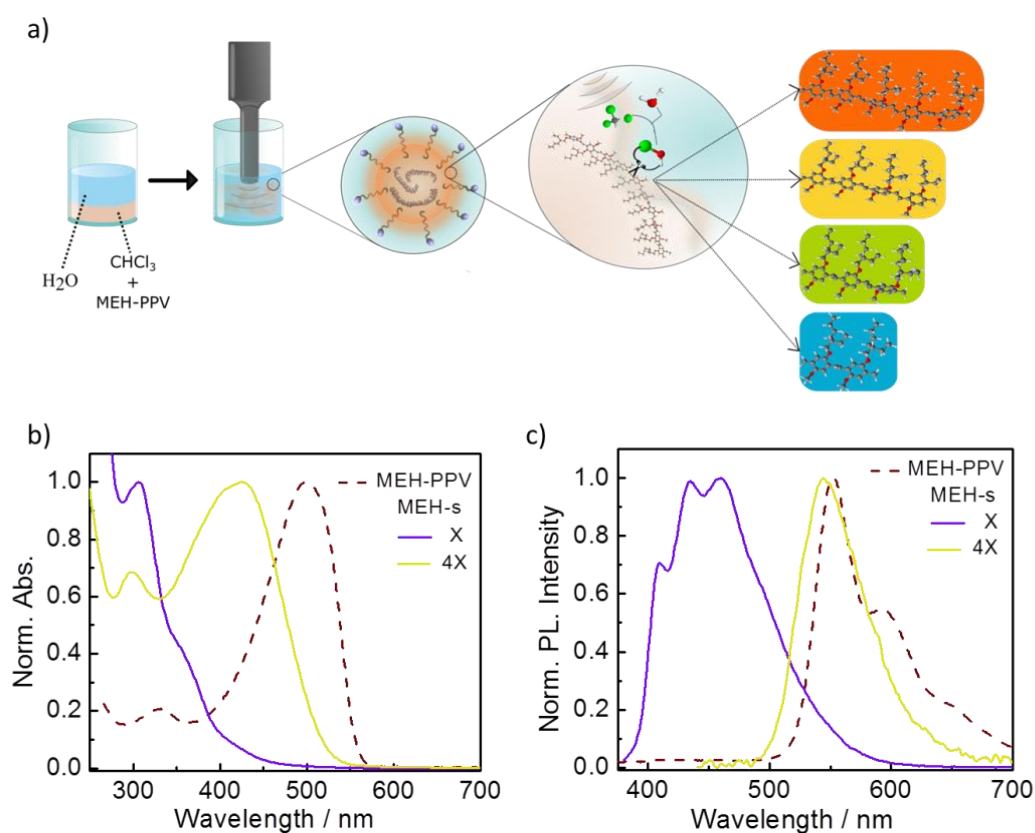 a)
H2O
CHCl3
+
MEH-PPV
b)
Norm. Abs.
1.0
0.8
0.6
0.4
0.2
0.0
300 400 500 600 700
Wavelength / nm
MEH-PPV
MEH-s
X
4X
c)
Norm. PL. Intensity
1.0
0.8
0.6
0.4
0.2
0.0
400 500 600 700
Wavelength / nm
MEH-PPV
MEH-s
X
4X